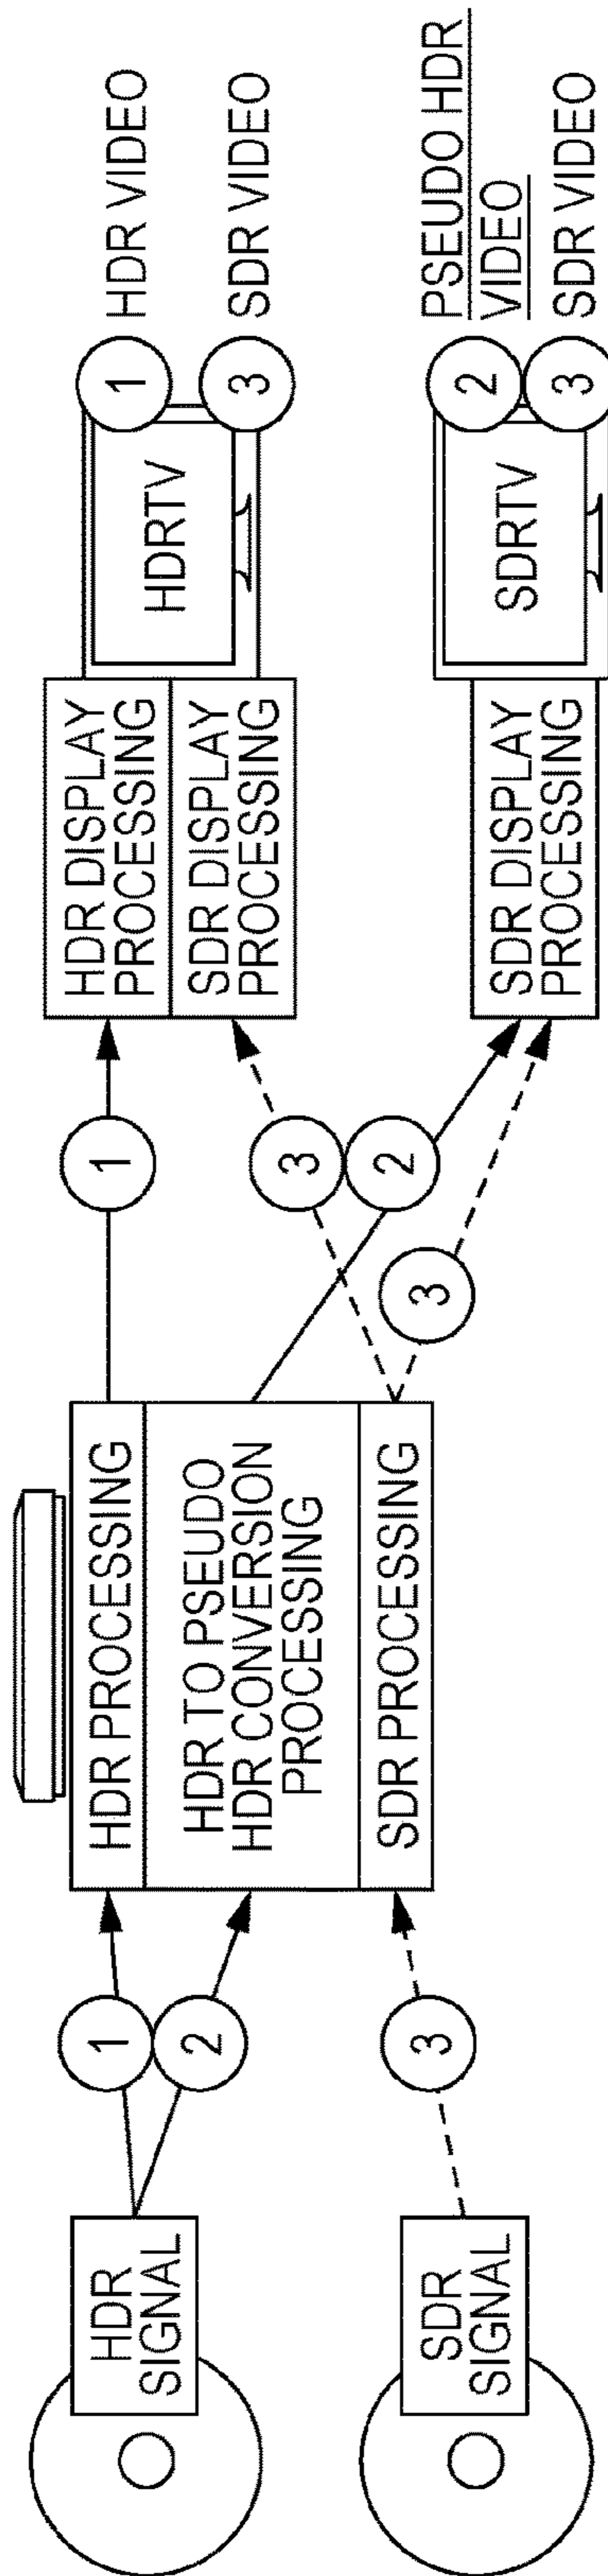 HDR
SIGNAL
SDR
SIGNAL
1
2
3
HDR PROCESSING
HDR TO PSEUDO
HDR CONVERSION
PROCESSING
SDR PROCESSING
1
3
2
3
HDR DISPLAY
PROCESSING
SDR DISPLAY
PROCESSING
SDR DISPLAY
PROCESSING
HDRTV
1
3
HDR VIDEO
SDR VIDEO
SDRTV
2
3
PSEUDO HDR
VIDEO
SDR VIDEO